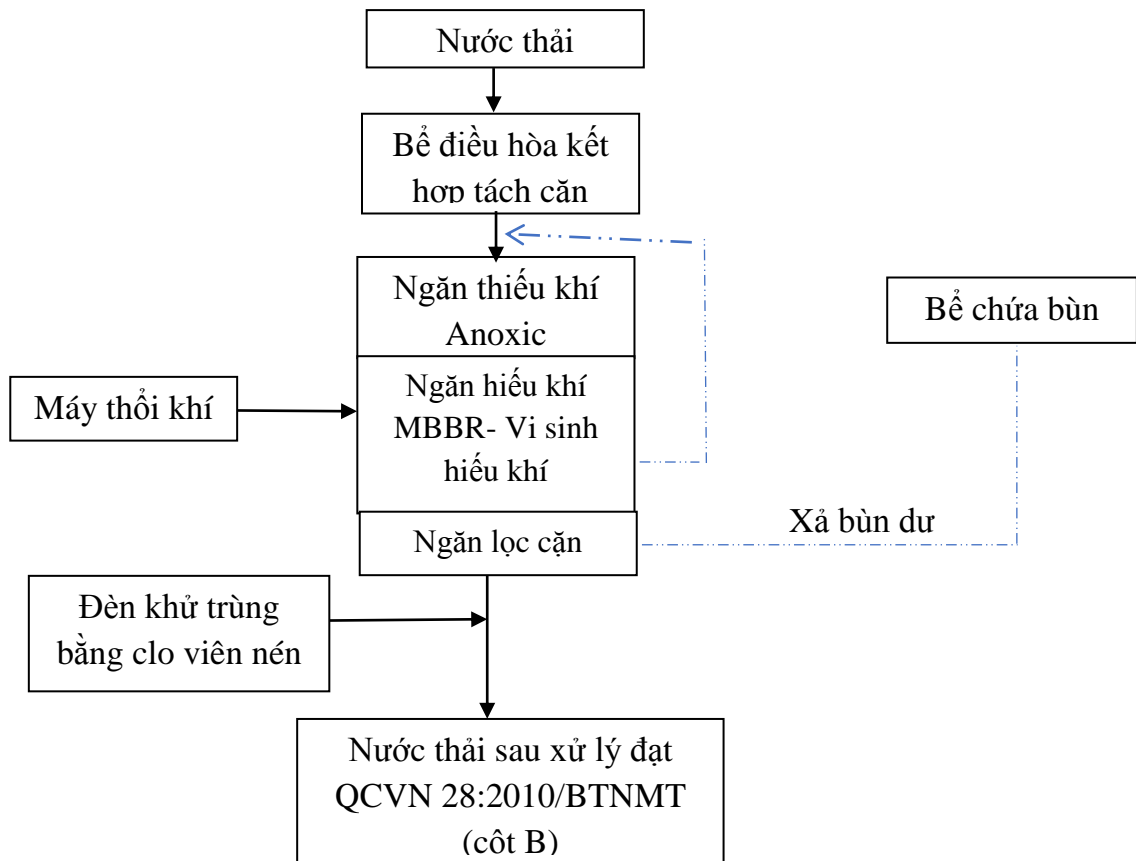 Nước thải
Bể điều hòa kết
hợp tách căn
Ngăn thiếu khí
Anoxic
Bể chứa bùn
Máy thổi khí
Ngăn hiếu khí
MBBR- Vi sinh
hiếu khí
Xả bùn dư
Ngăn lọc cặn
Đèn khử trùng
bằng clo viên nén
Nước thải sau xử lý đạt
QCVN 28:2010/BTNMT
(côt B)